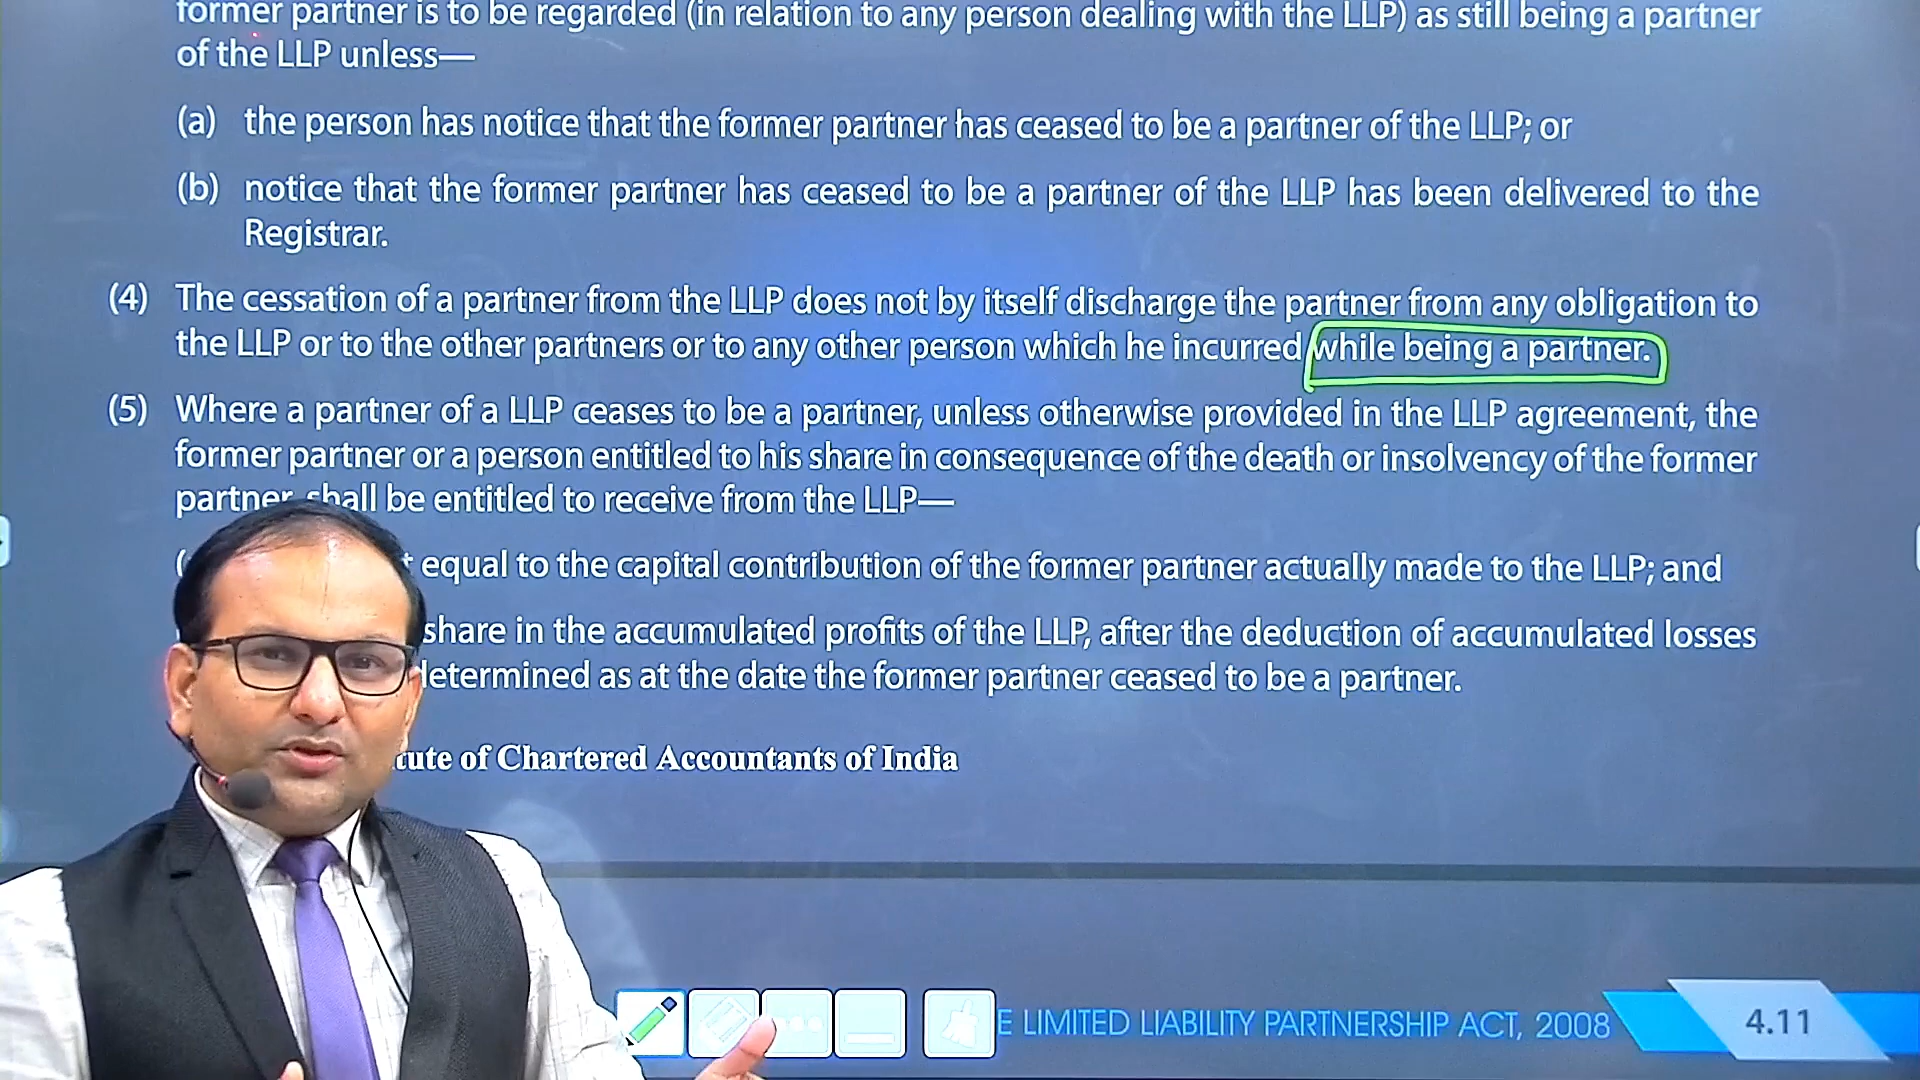 former partner is to be regarded (in relation to any person dealing with the LLP) as still being a partner
of the LLP unless—
(a) the person has notice that the former partner has ceased to be a partner of the LLP; or
(b) notice that the former partner has ceased to be a partner of the LLP has been delivered to the
Registrar.
(4) The cessation of a partner from the LLP does not by itself discharge the partner from any obligation to
the LLP or to the other partners or to any other person which he incurred while being a partner.
(5) Where a partner of a LLP ceases to be a partner, unless otherwise provided in the LLP agreement, the
former partner or a person entitled to his share in consequence of the death or insolvency of the former
partner, shall be entitled to receive from the LLP—
equal to the capital contribution of the former partner actually made to the LLP; and
share in the accumulated profits of the LLP, after the deduction of accumulated losses
determined as at the date the former partner ceased to be a partner.
of Chartered Accountants of India
LIMITED LIABILITY PARTNERSHIP ACT, 2008 4.11